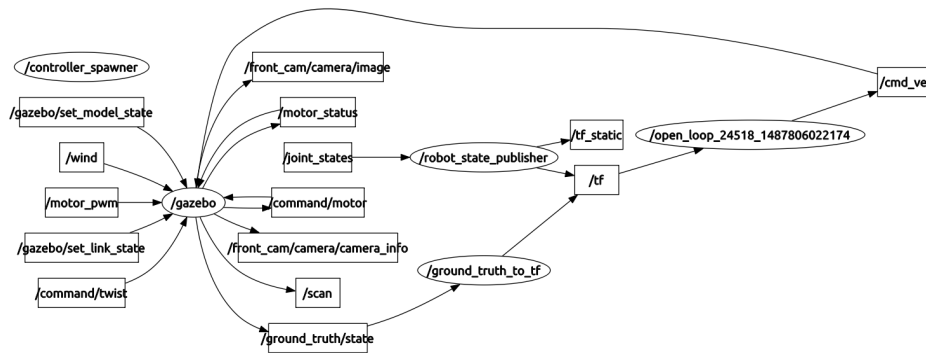 /controller_spawner
/gazebo/set_model_state
/wind
/motor_pwm
/gazebo/set_link_state
/command/twist
/gazebo
/front_cam/camera/image
/motor_status
/joint_states
/command/motor
/front_cam/camera/camera_info
/scan
/ground_truth/state
/robot_state_publisher
/ground_truth_to_tf
/tf_static
/tf
/open_loop_24518_1487806022174
/cmd_ve